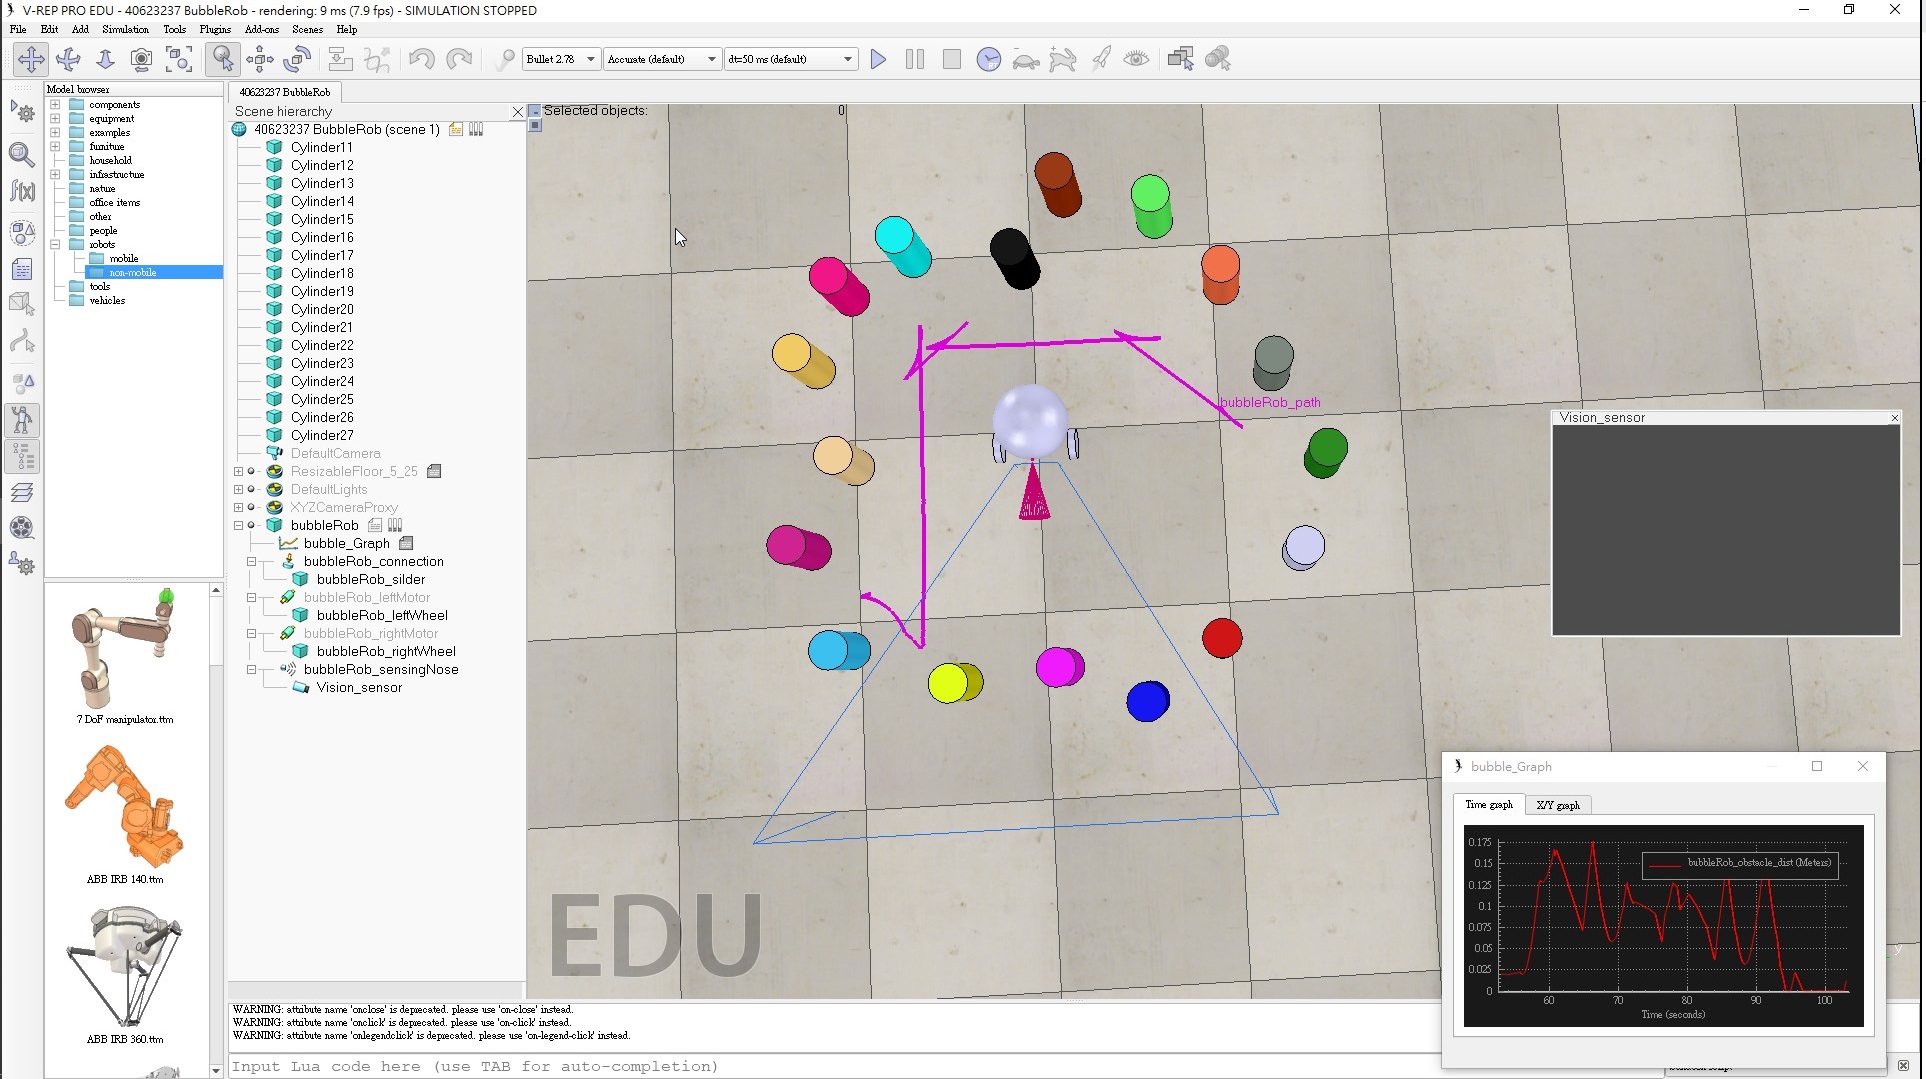 V-REP PRO EDU - 40623237 BubbleRob - rendering: 9 ms (7.9 fps) - SIMULATION STOPPED
File Edit Add Simulation Tools Plugins Add-ons Scenes Help
Bullet 2.78 Accurate (default) dt=50 ms (default)
Model browser
components
equipment
examples
furniture
household
infrastructure
nature
office items
other
people
robots
mobile
non-mobile
tools
vehicles
7 DoF manipulator.ttm
ABB IRB 140.ttm
ABB IRB 360.ttm
40623237 BubbleRob
Scene hierarchy
40623237 BubbleRob (scene 1)
Cylinder11
Cylinder12
Cylinder13
Cylinder14
Cylinder15
Cylinder16
Cylinder17
Cylinder18
Cylinder19
Cylinder20
Cylinder21
Cylinder22
Cylinder23
Cylinder24
Cylinder25
Cylinder26
Cylinder27
DefaultCamera
ResizableFloor_5_25
DefaultLights
XYZCameraProxy
bubbleRob
bubble_Graph
bubbleRob_connection
bubbleRob_silder
bubbleRob_leftMotor
bubbleRob_leftWheel
bubbleRob_rightMotor
bubbleRob_rightWheel
bubbleRob_sensingNose
Vision_sensor
Selected objects: 0
bubbleRob_path
EDU
y
Vision_sensor
bubble_Graph
Time graph X/Y graph
bubbleRob_obstacle_dist (Meters)
0.175
0.15
0.125
0.1
0.075
0.05
0.025
0
60 70 80 90 100
Time (seconds)
WARNING: attribute name 'onclose' is deprecated. please use 'on-close' instead.
WARNING: attribute name 'onclick' is deprecated. please use 'on-click' instead.
WARNING: attribute name 'onlegendclick' is deprecated. please use 'on-legend-click' instead.
Input Lua code here (use TAB for auto-completion)